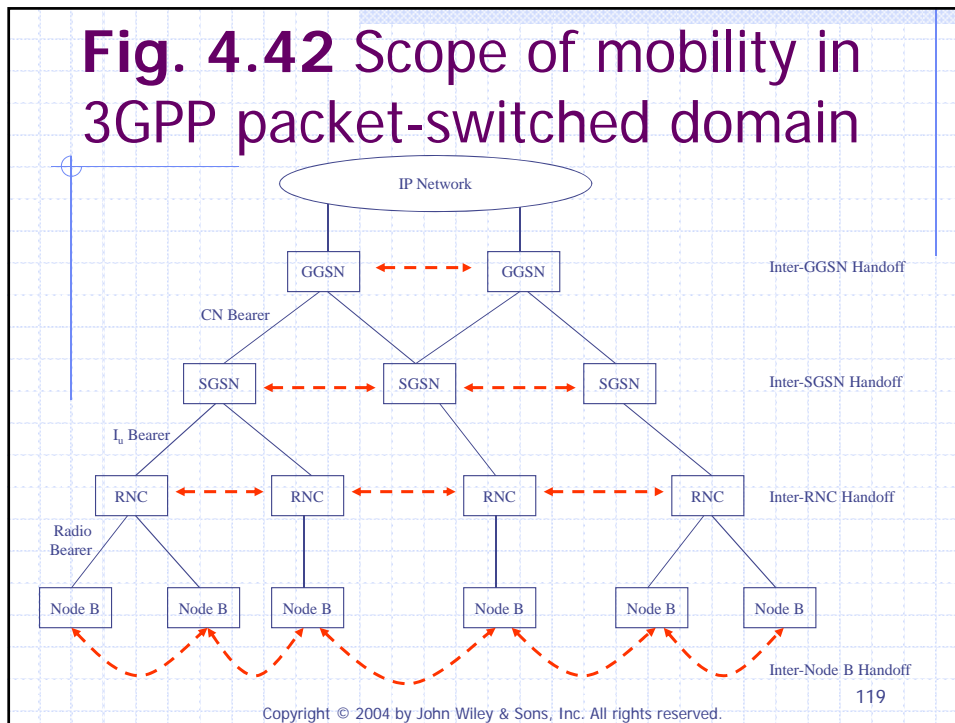 Fig. 4.42 Scope of mobility in
3GPP packet-switched domain
IP Network
GGSN
GGSN
Inter-GGSN Handoff
CN Bearer
SGSN
SGSN
SGSN
Inter-SGSN Handoff
Iu Bearer
RNC
RNC
RNC
RNC
Inter-RNC Handoff
Radio
Bearer
Node B
Node B
Node B
Node B
Node B
Node B
Inter-Node B Handoff
119
Copyright © 2004 by John Wiley & Sons, Inc. All rights reserved.